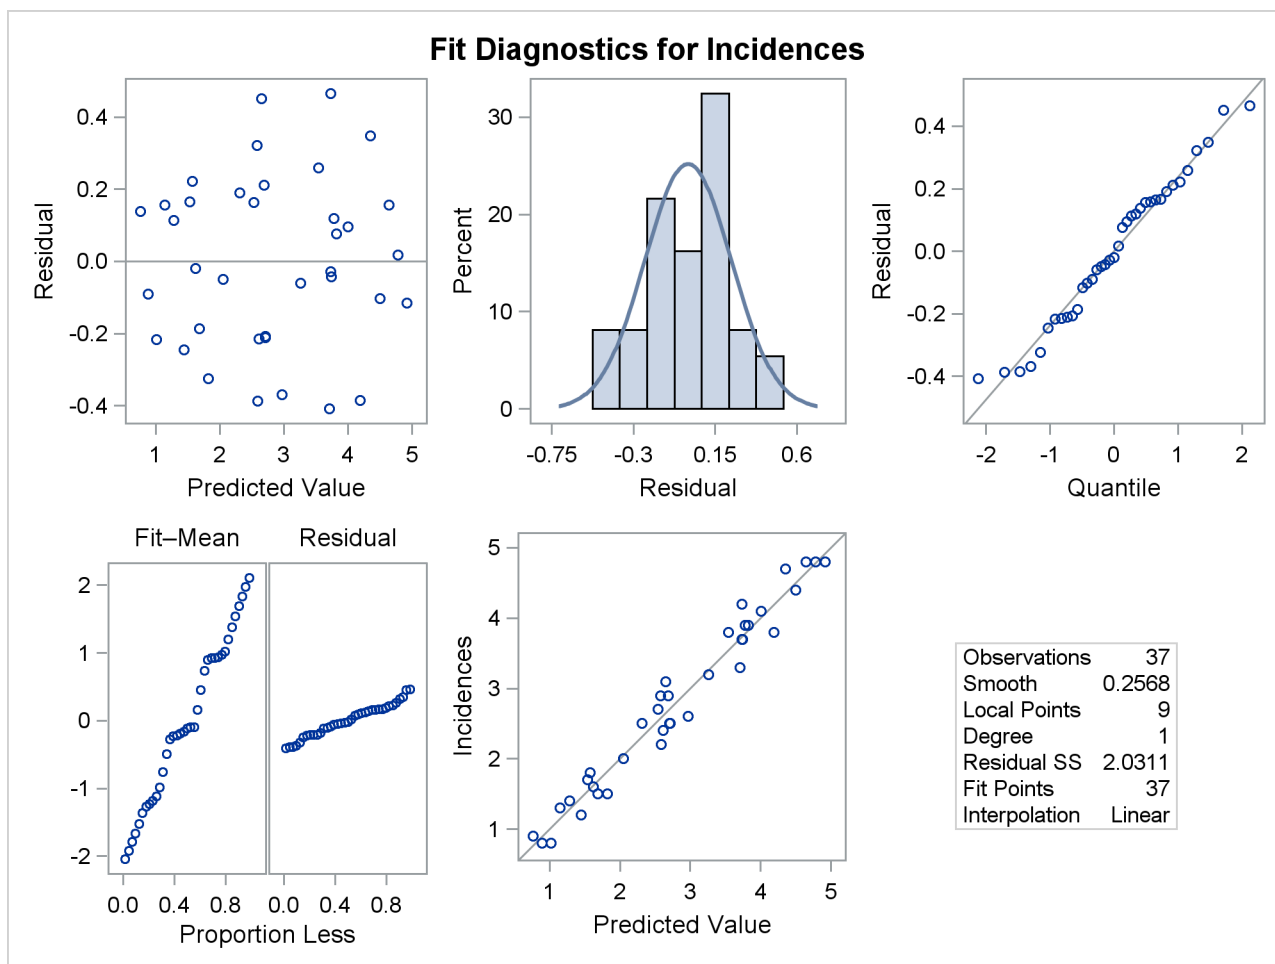 Fit Diagnostics for Incidences
0.4
0.2
0.0
-0.2
-0.4
Residual
1 2 3 4 5
Predicted Value
30
20
10
0
Percent
-0.75 -0.3 0.15 0.6
Residual
0.4
0.2
0.0
-0.2
-0.4
Residual
-2 -1 0 1 2
Quantile
Fit–Mean Residual
2
1
0
-1
-2
0.0 0.4 0.8 0.0 0.4 0.8
Proportion Less
5
4
3
2
1
Incidences
1 2 3 4 5
Predicted Value
Observations 37
Smooth 0.2568
Local Points 9
Degree 1
Residual SS 2.0311
Fit Points 37
Interpolation Linear